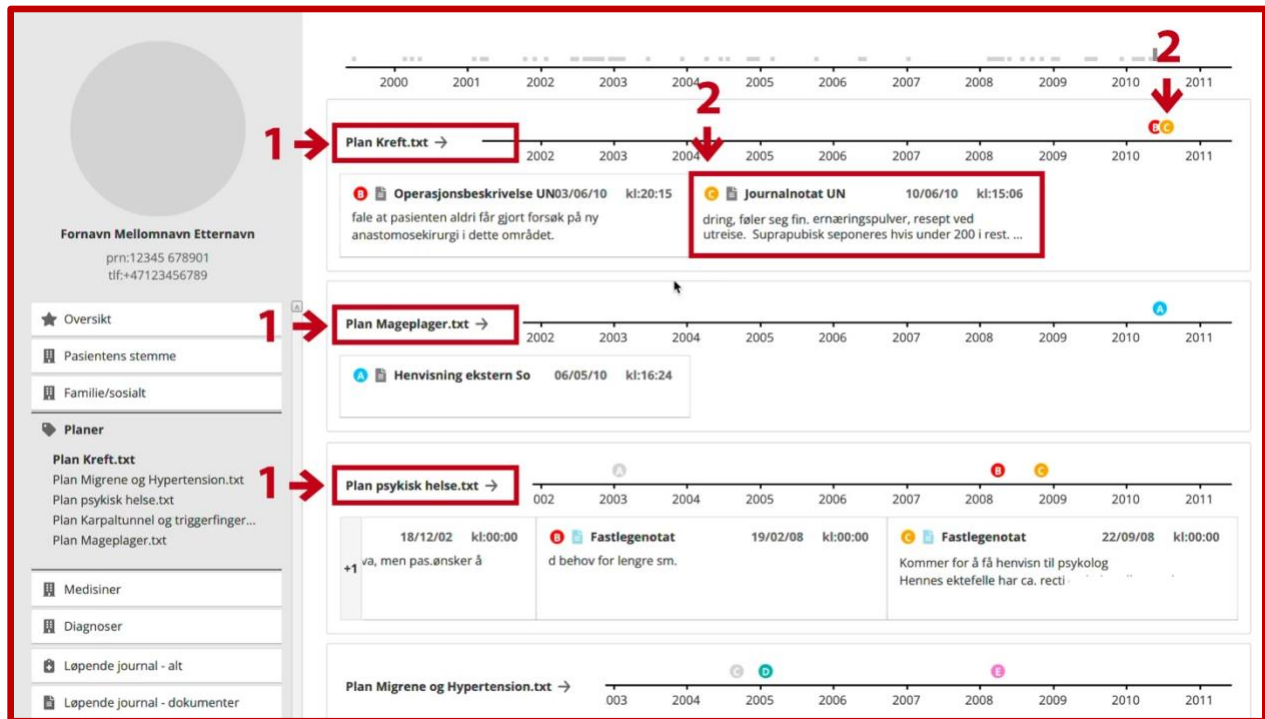 2
2000 2001 2002 2003 2004 2005 2006 2007 2008 2009 2010 2011
2
B C
1 Plan Kreft.txt →
2002 2003 2004 2005 2006 2007 2008 2009 2010 2011
B Operasjonsbeskrivelse UN03/06/10 kl:20:15
fale at pasienten aldri får gjort forsøk på ny
anastomosekirurgi i dette området.
C Journalnotat UN 10/06/10 kl:15:06
dring, føler seg fin. ernæringspulver, resept ved
utreise. Suprapubisk seponeres hvis under 200 i rest. ...
Fornavn Mellomnavn Etternavn
prn:12345 678901
tlf:+47123456789
Oversikt
Pasientens stemme
Familie/sosialt
Planer
Plan Kreft.txt
Plan Migrene og Hypertension.txt
Plan psykisk helse.txt
Plan Karpaltunnel og triggerfinger...
Plan Mageplager.txt
Medisiner
Diagnoser
Løpende journal - alt
Løpende journal - dokumenter
A
1 Plan Mageplager.txt →
2002 2003 2004 2005 2006 2007 2008 2009 2010 2011
A Henvisning ekstern So 06/05/10 kl:16:24
A B C
1 Plan psykisk helse.txt →
002 2003 2004 2005 2006 2007 2008 2009 2010 2011
+1
18/12/02 kl:00:00
va, men pas.ønsker å
B Fastlegenotat 19/02/08 kl:00:00
d behov for lengre sm.
C Fastlegenotat 22/09/08 kl:00:00
Kommer for å få henvisn til psykolog
Hennes ektefelle har ca. recti
C D E
Plan Migrene og Hypertension.txt →
003 2004 2005 2006 2007 2008 2009 2010 2011